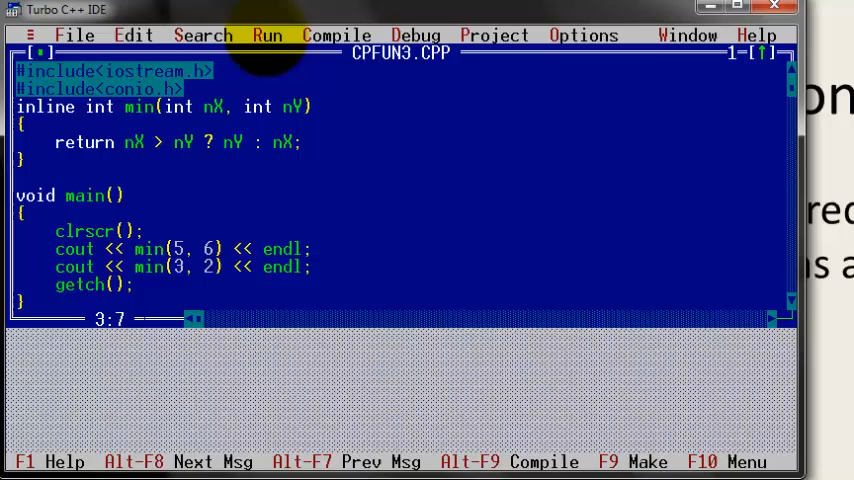 Turbo C++ IDE
≡ File Edit Search Run Compile Debug Project Options Window Help
[■] CPFUN3.CPP 1=[↑]
#include<iostream.h>
#include<conio.h>
inline int min(int nX, int nY)
{
return nX > nY ? nY : nX;
}
void main()
{
clrscr();
cout << min(5, 6) << endl;
cout << min(3, 2) << endl;
getch();
}
3:7
F1 Help Alt-F8 Next Msg Alt-F7 Prev Msg Alt-F9 Compile F9 Make F10 Menu